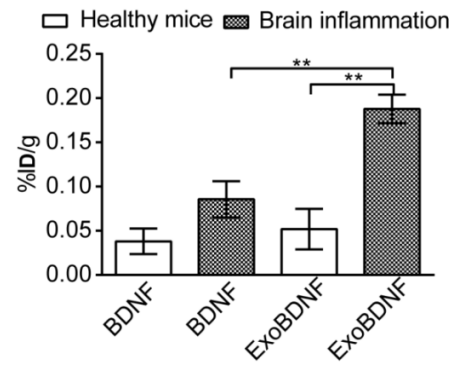 Healthy mice Brain inflammation
** 
**
0.25
0.20
0.15
0.10
0.05
0.00
%ID/g
BDNF
BDNF
ExoBDNF
ExoBDNF